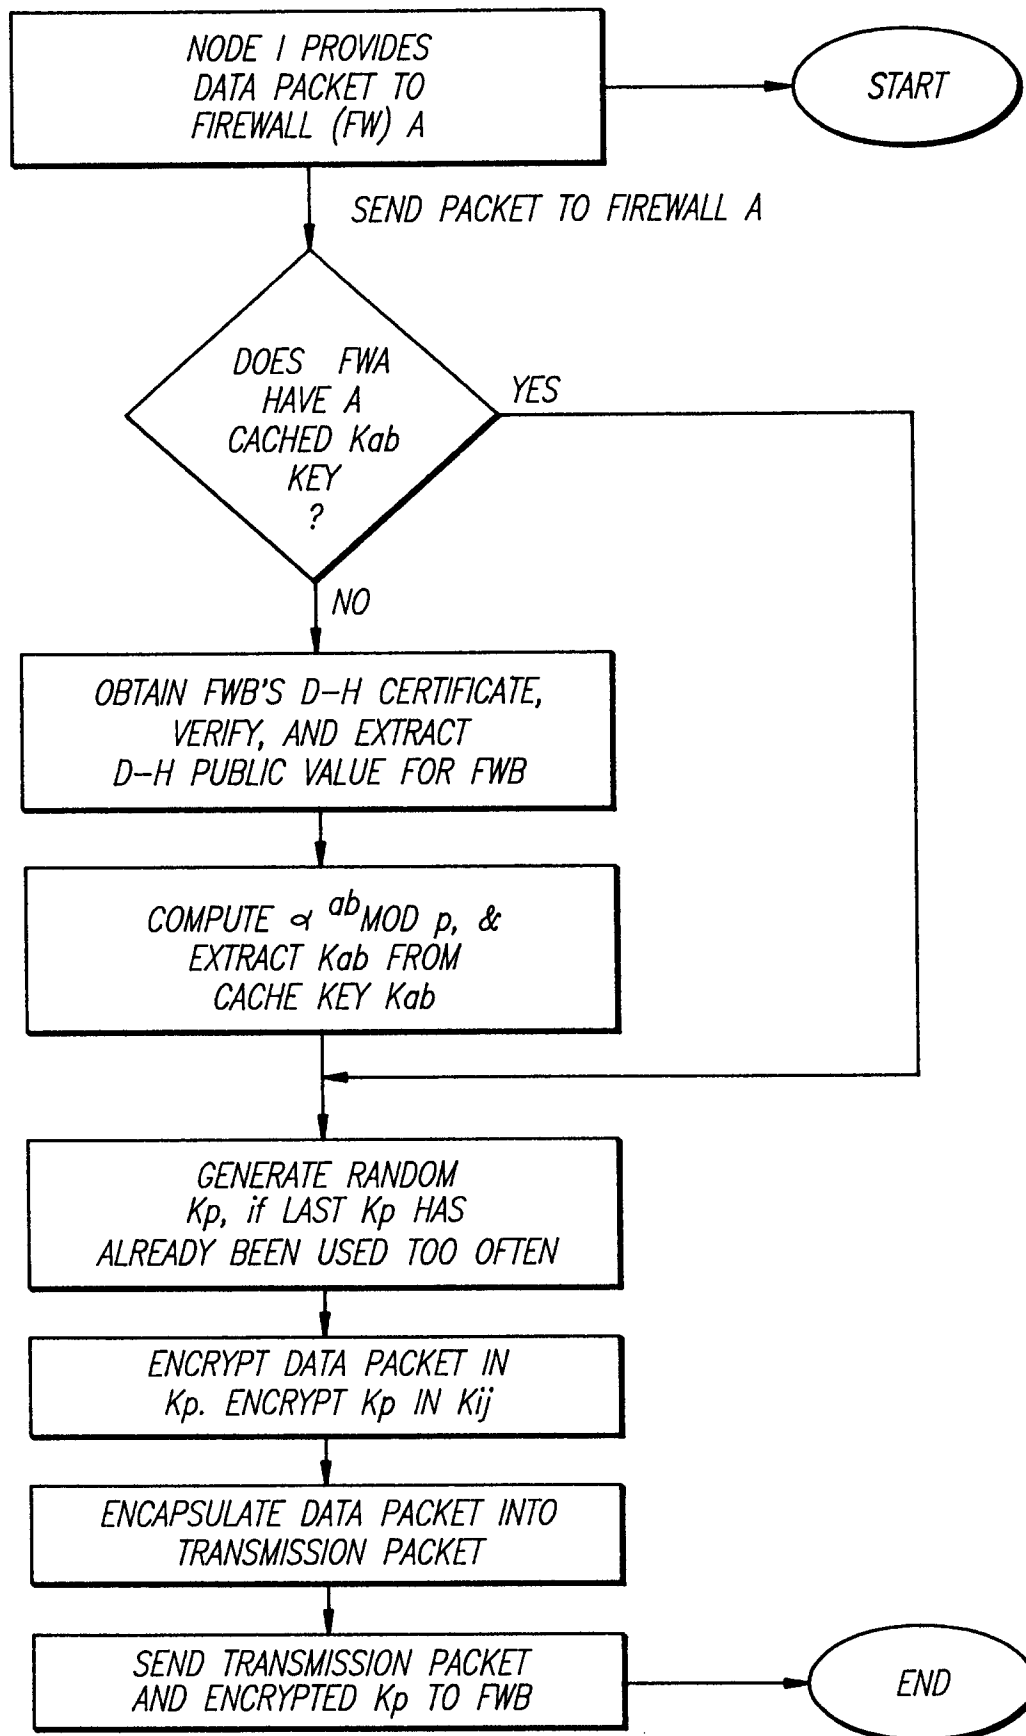 NODE I PROVIDES
DATA PACKET TO
FIREWALL (FW) A
START
SEND PACKET TO FIREWALL A
DOES FWA
HAVE A
CACHED Kab
KEY
?
YES
NO
OBTAIN FWB'S D-H CERTIFICATE,
VERIFY, AND EXTRACT
D-H PUBLIC VALUE FOR FWB
COMPUTE ∝ ab MOD p, &
EXTRACT Kab FROM
CACHE KEY Kab
GENERATE RANDOM
Kp, if LAST Kp HAS
ALREADY BEEN USED TOO OFTEN
ENCRYPT DATA PACKET IN
Kp. ENCRYPT Kp IN Kij
ENCAPSULATE DATA PACKET INTO
TRANSMISSION PACKET
SEND TRANSMISSION PACKET
AND ENCRYPTED Kp TO FWB
END